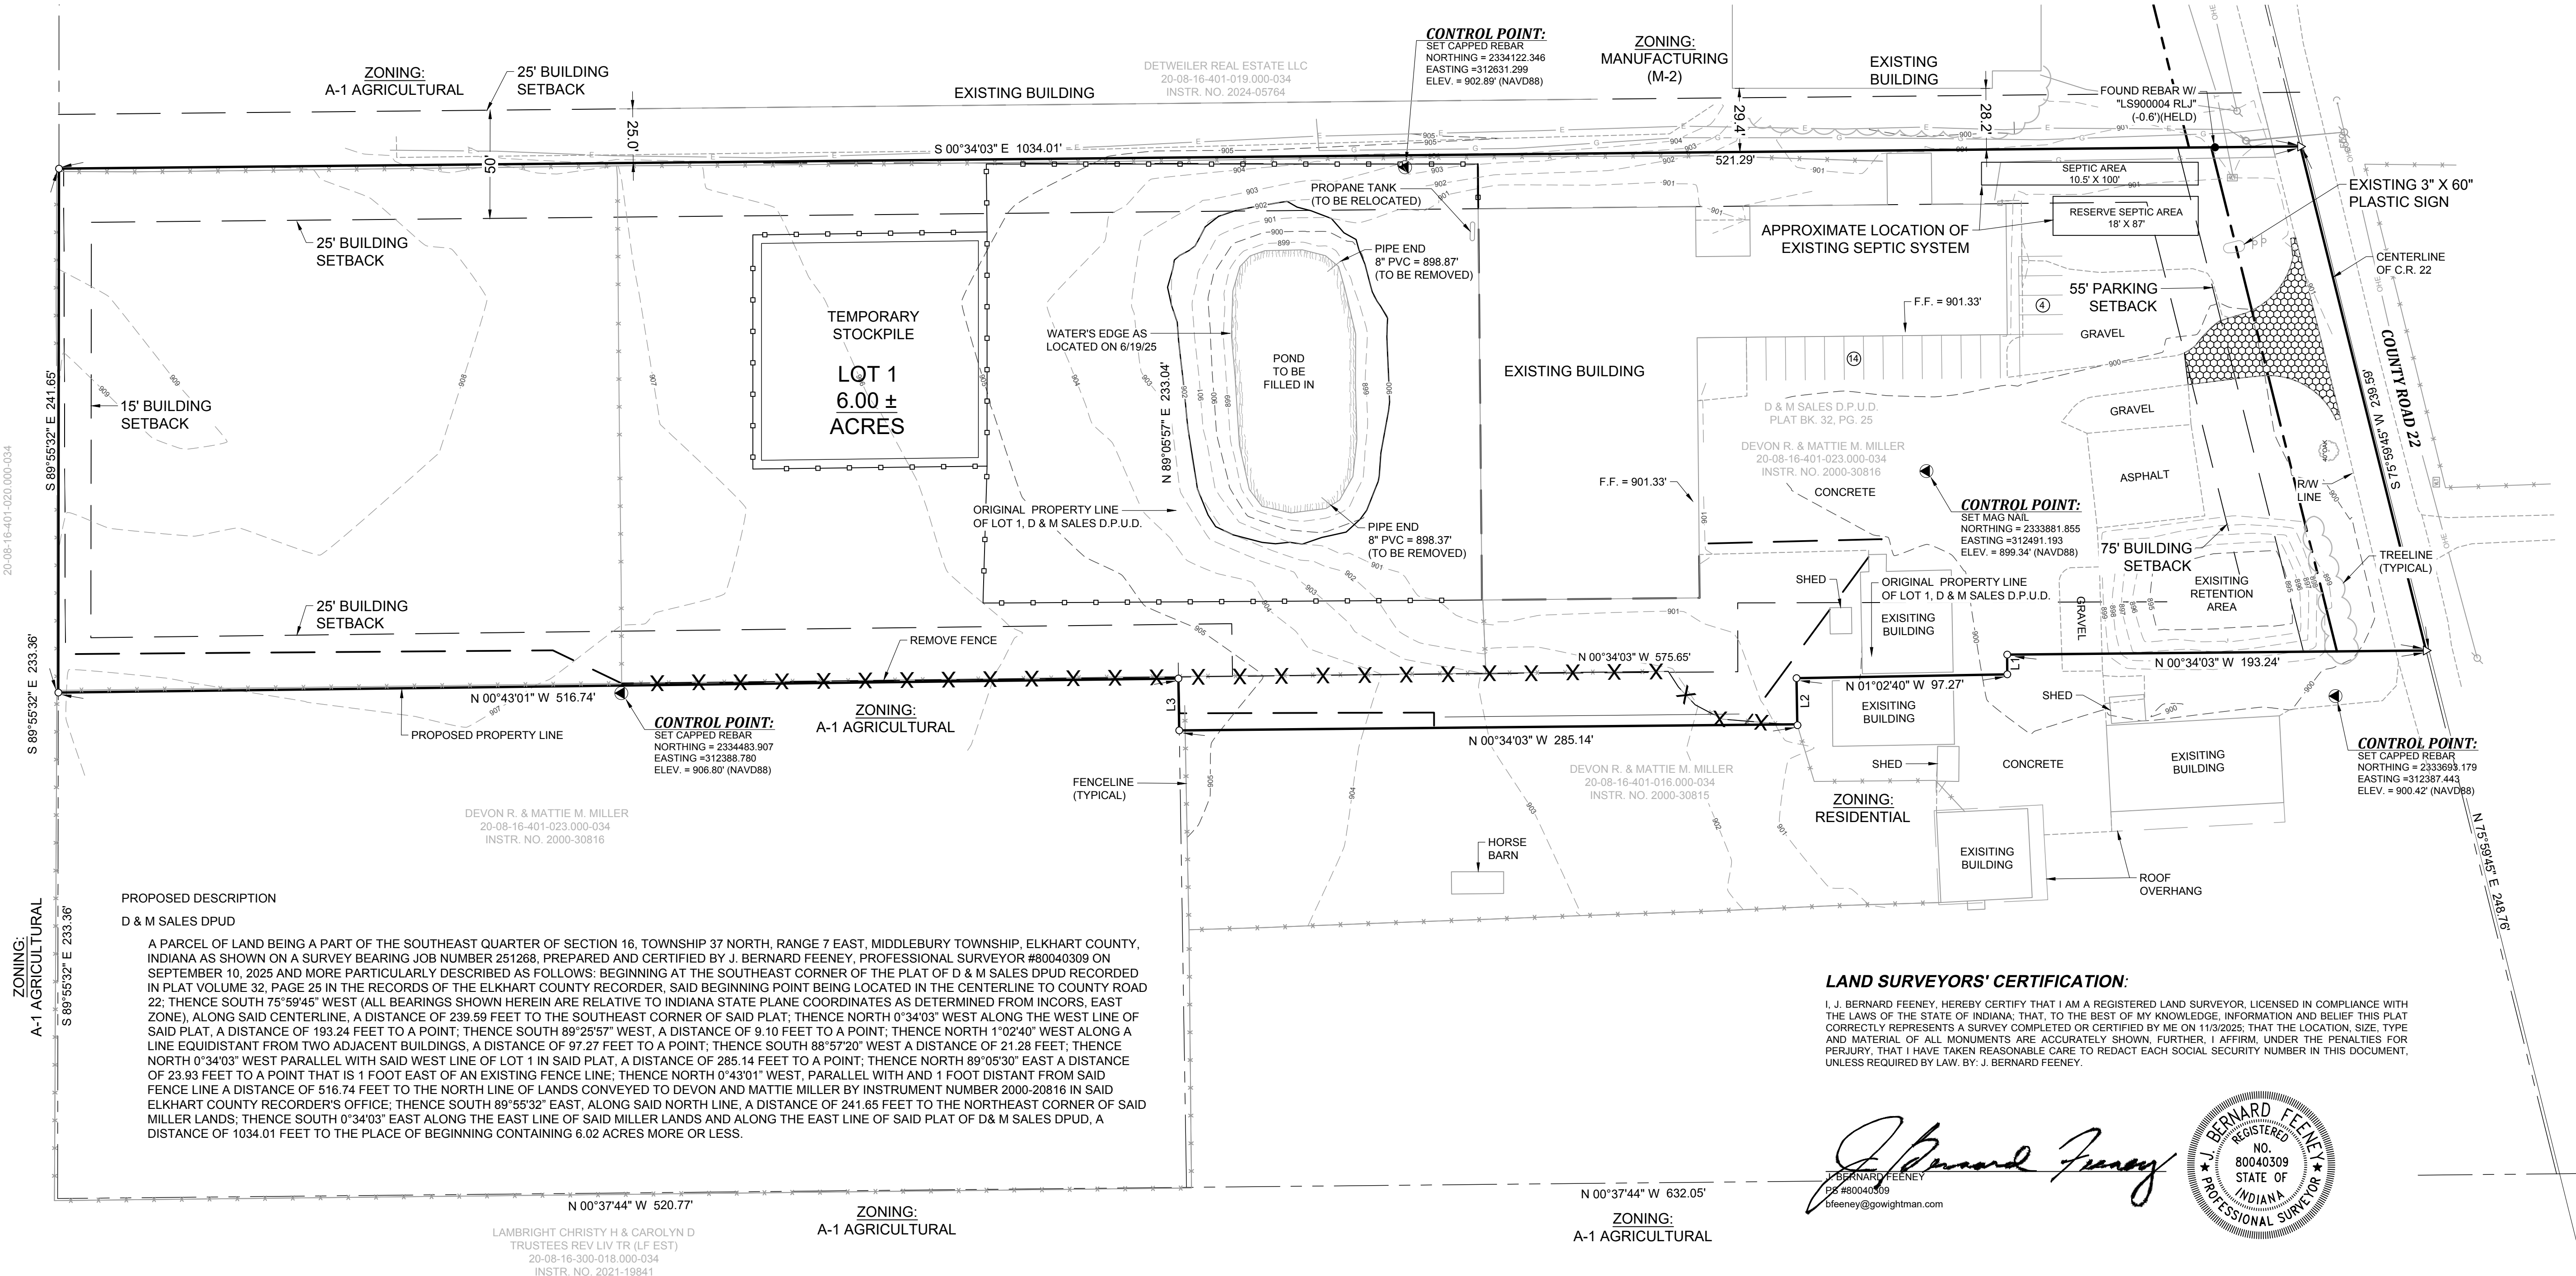 ZONING:
A-1 AGRICULTURAL
25' BUILDING
SETBACK
25.0'
50'
EXISTING BUILDING
DETWEILER REAL ESTATE LLC
20-08-16-401-019.000-034
INSTR. NO. 2024-05764
CONTROL POINT:
SET CAPPED REBAR
NORTHING = 2334122.346
EASTING =312631.299
ELEV. = 902.89' (NAVD88)
ZONING:
MANUFACTURING
(M-2)
EXISTING
BUILDING
29.4'
28.2'
FOUND REBAR W/
"LS900004 RLJ"
(-0.6')(HELD)
S 00°34'03" E 1034.01'
521.29'
SEPTIC AREA
10.5' X 100'
RESERVE SEPTIC AREA
18' X 87'
EXISTING 3" X 60"
PLASTIC SIGN
PROPANE TANK
(TO BE RELOCATED)
APPROXIMATE LOCATION OF
EXISTING SEPTIC SYSTEM
25' BUILDING
SETBACK
PIPE END
8" PVC = 898.87'
(TO BE REMOVED)
CENTERLINE
OF C.R. 22
55' PARKING
SETBACK
F.F. = 901.33'
4
GRAVEL
TEMPORARY
STOCKPILE
WATER'S EDGE AS
LOCATED ON 6/19/25
POND
TO BE
FILLED IN
14
EXISTING BUILDING
COUNTY ROAD 22
LOT 1
6.00 ±
ACRES
S 89°55'32" E 241.65'
15' BUILDING
SETBACK
N 89°05'57" E 233.04'
S 75°59'45" W 239.59'
GRAVEL
D & M SALES D.P.U.D.
PLAT BK. 32, PG. 25
DEVON R. & MATTIE M. MILLER
20-08-16-401-023.000-034
INSTR. NO. 2000-30816
20-08-16-401-020.000-034
F.F. = 901.33'
CONCRETE
ASPHALT
R/W
LINE
ORIGINAL PROPERTY LINE
OF LOT 1, D & M SALES D.P.U.D.
PIPE END
8" PVC = 898.37'
(TO BE REMOVED)
CONTROL POINT:
SET MAG NAIL
NORTHING = 2333881.855
EASTING =312491.193
ELEV. = 899.34' (NAVD88)
75' BUILDING
SETBACK
TREELINE
(TYPICAL)
SHED
ORIGINAL PROPERTY LINE
OF LOT 1, D & M SALES D.P.U.D.
EXISITING
BUILDING
GRAVEL
EXISITING
RETENTION
AREA
25' BUILDING
SETBACK
REMOVE FENCE
N 00°34'03" W 575.65'
N 00°34'03" W 193.24'
S 89°55'32" E 233.36'
N 00°43'01" W 516.74'
N 01°02'40" W 97.27'
L1
L2
L3
SHED
PROPOSED PROPERTY LINE
CONTROL POINT:
SET CAPPED REBAR
NORTHING = 2334483.907
EASTING =312388.780
ELEV. = 906.80' (NAVD88)
ZONING:
A-1 AGRICULTURAL
N 00°34'03" W 285.14'
EXISITING
BUILDING
SHED
CONCRETE
EXISITING
BUILDING
CONTROL POINT:
SET CAPPED REBAR
NORTHING = 2333693.179
EASTING =312387.443
ELEV. = 900.42' (NAVD88)
FENCELINE
(TYPICAL)
DEVON R. & MATTIE M. MILLER
20-08-16-401-016.000-034
INSTR. NO. 2000-30815
ZONING:
RESIDENTIAL
DEVON R. & MATTIE M. MILLER
20-08-16-401-023.000-034
INSTR. NO. 2000-30816
HORSE
BARN
EXISITING
BUILDING
ROOF
OVERHANG
N 75°59'45" E 248.76'
ZONING:
A-1 AGRICULTURAL
S 89°55'32" E 233.36'
PROPOSED DESCRIPTION
D & M SALES DPUD
A PARCEL OF LAND BEING A PART OF THE SOUTHEAST QUARTER OF SECTION 16, TOWNSHIP 37 NORTH, RANGE 7 EAST, MIDDLEBURY TOWNSHIP, ELKHART COUNTY,
INDIANA AS SHOWN ON A SURVEY BEARING JOB NUMBER 251268, PREPARED AND CERTIFIED BY J. BERNARD FEENEY, PROFESSIONAL SURVEYOR #80040309 ON
SEPTEMBER 10, 2025 AND MORE PARTICULARLY DESCRIBED AS FOLLOWS: BEGINNING AT THE SOUTHEAST CORNER OF THE PLAT OF D & M SALES DPUD RECORDED
IN PLAT VOLUME 32, PAGE 25 IN THE RECORDS OF THE ELKHART COUNTY RECORDER, SAID BEGINNING POINT BEING LOCATED IN THE CENTERLINE TO COUNTY ROAD
22; THENCE SOUTH 75°59'45" WEST (ALL BEARINGS SHOWN HEREIN ARE RELATIVE TO INDIANA STATE PLANE COORDINATES AS DETERMINED FROM INCORS, EAST
ZONE), ALONG SAID CENTERLINE, A DISTANCE OF 239.59 FEET TO THE SOUTHEAST CORNER OF SAID PLAT; THENCE NORTH 0°34'03" WEST ALONG THE WEST LINE OF
SAID PLAT, A DISTANCE OF 193.24 FEET TO A POINT; THENCE SOUTH 89°25'57" WEST, A DISTANCE OF 9.10 FEET TO A POINT; THENCE NORTH 1°02'40" WEST ALONG A
LINE EQUIDISTANT FROM TWO ADJACENT BUILDINGS, A DISTANCE OF 97.27 FEET TO A POINT; THENCE SOUTH 88°57'20" WEST A DISTANCE OF 21.28 FEET; THENCE
NORTH 0°34'03" WEST PARALLEL WITH SAID WEST LINE OF LOT 1 IN SAID PLAT, A DISTANCE OF 285.14 FEET TO A POINT; THENCE NORTH 89°05'30" EAST A DISTANCE
OF 23.93 FEET TO A POINT THAT IS 1 FOOT EAST OF AN EXISTING FENCE LINE; THENCE NORTH 0°43'01" WEST, PARALLEL WITH AND 1 FOOT DISTANT FROM SAID
FENCE LINE A DISTANCE OF 516.74 FEET TO THE NORTH LINE OF LANDS CONVEYED TO DEVON AND MATTIE MILLER BY INSTRUMENT NUMBER 2000-20816 IN SAID
ELKHART COUNTY RECORDER'S OFFICE; THENCE SOUTH 89°55'32" EAST, ALONG SAID NORTH LINE, A DISTANCE OF 241.65 FEET TO THE NORTHEAST CORNER OF SAID
MILLER LANDS; THENCE SOUTH 0°34'03" EAST ALONG THE EAST LINE OF SAID MILLER LANDS AND ALONG THE EAST LINE OF SAID PLAT OF D& M SALES DPUD, A
DISTANCE OF 1034.01 FEET TO THE PLACE OF BEGINNING CONTAINING 6.02 ACRES MORE OR LESS.
LAND SURVEYORS' CERTIFICATION:
I, J. BERNARD FEENEY, HEREBY CERTIFY THAT I AM A REGISTERED LAND SURVEYOR, LICENSED IN COMPLIANCE WITH
THE LAWS OF THE STATE OF INDIANA; THAT, TO THE BEST OF MY KNOWLEDGE, INFORMATION AND BELIEF THIS PLAT
CORRECTLY REPRESENTS A SURVEY COMPLETED OR CERTIFIED BY ME ON 11/3/2025; THAT THE LOCATION, SIZE, TYPE
AND MATERIAL OF ALL MONUMENTS ARE ACCURATELY SHOWN, FURTHER, I AFFIRM, UNDER THE PENALTIES FOR
PERJURY, THAT I HAVE TAKEN REASONABLE CARE TO REDACT EACH SOCIAL SECURITY NUMBER IN THIS DOCUMENT,
UNLESS REQUIRED BY LAW. BY: J. BERNARD FEENEY.
J. Bernard Feeney
J. BERNARD FEENEY
PS #80040309
bfeeney@gowightman.com
J. BERNARD FEENEY
REGISTERED
NO.
80040309
STATE OF
INDIANA
PROFESSIONAL SURVEYOR
N 00°37'44" W 520.77'
N 00°37'44" W 632.05'
ZONING:
A-1 AGRICULTURAL
ZONING:
A-1 AGRICULTURAL
LAMBRIGHT CHRISTY H & CAROLYN D
TRUSTEES REV LIV TR (LF EST)
20-08-16-300-018.000-034
INSTR. NO. 2021-19841